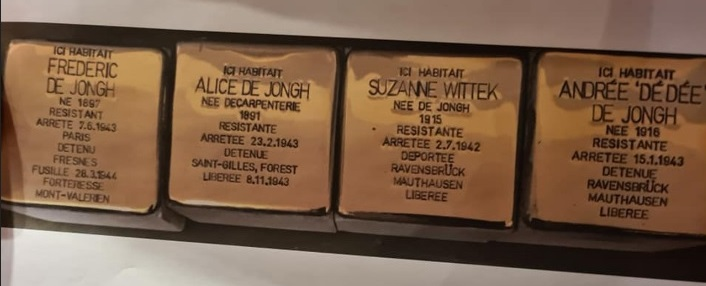 ICI HABITAIT
FREDERIC
DE JONGH
NE 1897
RESISTANT
ARRETE 7.6.1943
PARIS
DETENU
FRESNES
FUSILLE 28.3.1944
FORTERESSE
MONT-VALERIEN
ICI HABITAIT
ALICE DE JONGH
NEE DECARPENTERIE
1891
RESISTANTE
ARRETEE 23.2.1943
DETENUE
SAINT-GILLES, FOREST
LIBEREE 8.11.1943
ICI HABITAIT
SUZANNE WITTEK
NEE DE JONGH
1915
RESISTANTE
ARRETEE 2.7.1942
DEPORTEE
RAVENSBRÜCK
MAUTHAUSEN
LIBEREE
ICI HABITAIT
ANDRÉE 'DÉ DÉE'
DE JONGH
NEE 1916
RESISTANTE
ARRETEE 15.1.1943
DETENUE
RAVENSBRÜCK
MAUTHAUSEN
LIBEREE